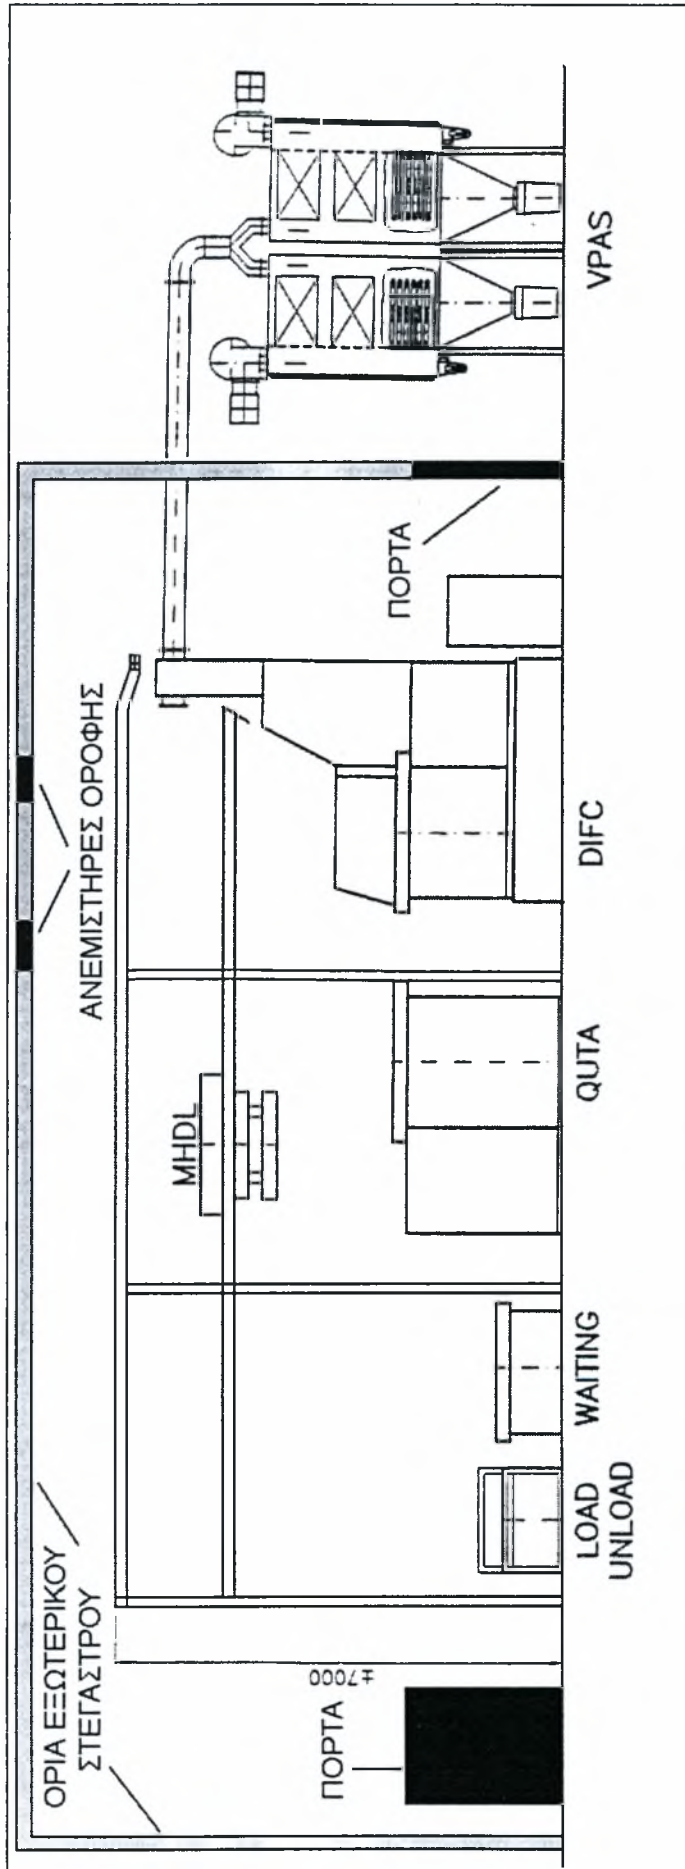 ΟΡΙΑ ΕΞΩΤΕΡΙΚΟΥ
ΣΤΕΓΑΣΤΡΟΥ
ΑΝΕΜΙΣΤΗΡΕΣ ΟΡΟΦΗΣ
MHDL
ΠΟΡΤΑ
±7000
ΠΟΡΤΑ
LOAD
UNLOAD
WAITING
QUTA
DIFC
VPAS